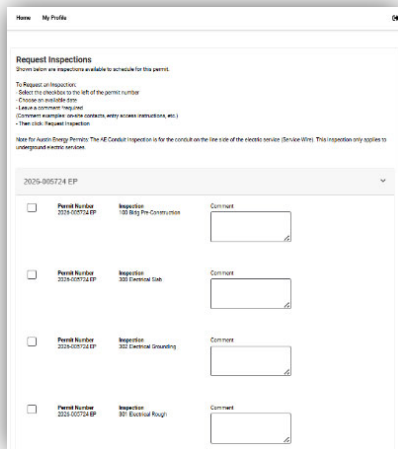 Home My Profile
Request Inspections
Shown below are inspections available to schedule for this permit.
To Request an Inspection:
- Select the checkbox to the left of the permit number
- Choose an available date
- Leave a comment *required
(Comment examples: on-site contacts, entry access instructions, etc.)
- Then click: Request Inspection
Note for Austin Energy Permits: The AE Conduit Inspection is for the conduit on the line side of the electric service (Service Wire). This inspection only applies to
underground electric services.
2026-005724 EP
Permit Number Inspection Comment
2026-005724 EP 100 Bldg Pre-Construction
Permit Number Inspection Comment
2026-005724 EP 300 Electrical Slab
Permit Number Inspection Comment
2026-005724 EP 302 Electrical Grounding
Permit Number Inspection Comment
2026-005724 EP 301 Electrical Rough